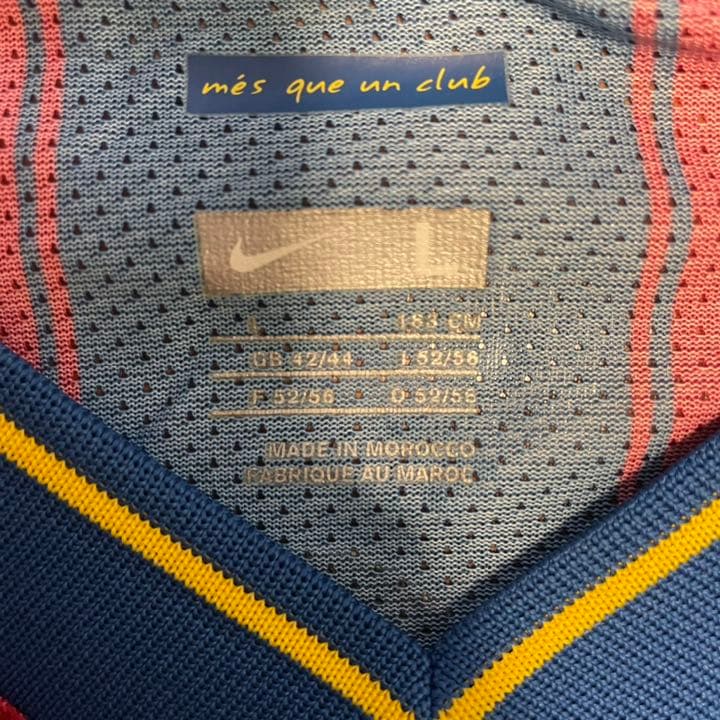 més que un club
L
L 183 CM
GB 42/44 I 52/56
F 52/56 D 52/56
MADE IN MOROCCO
FABRIQUE AU MAROC